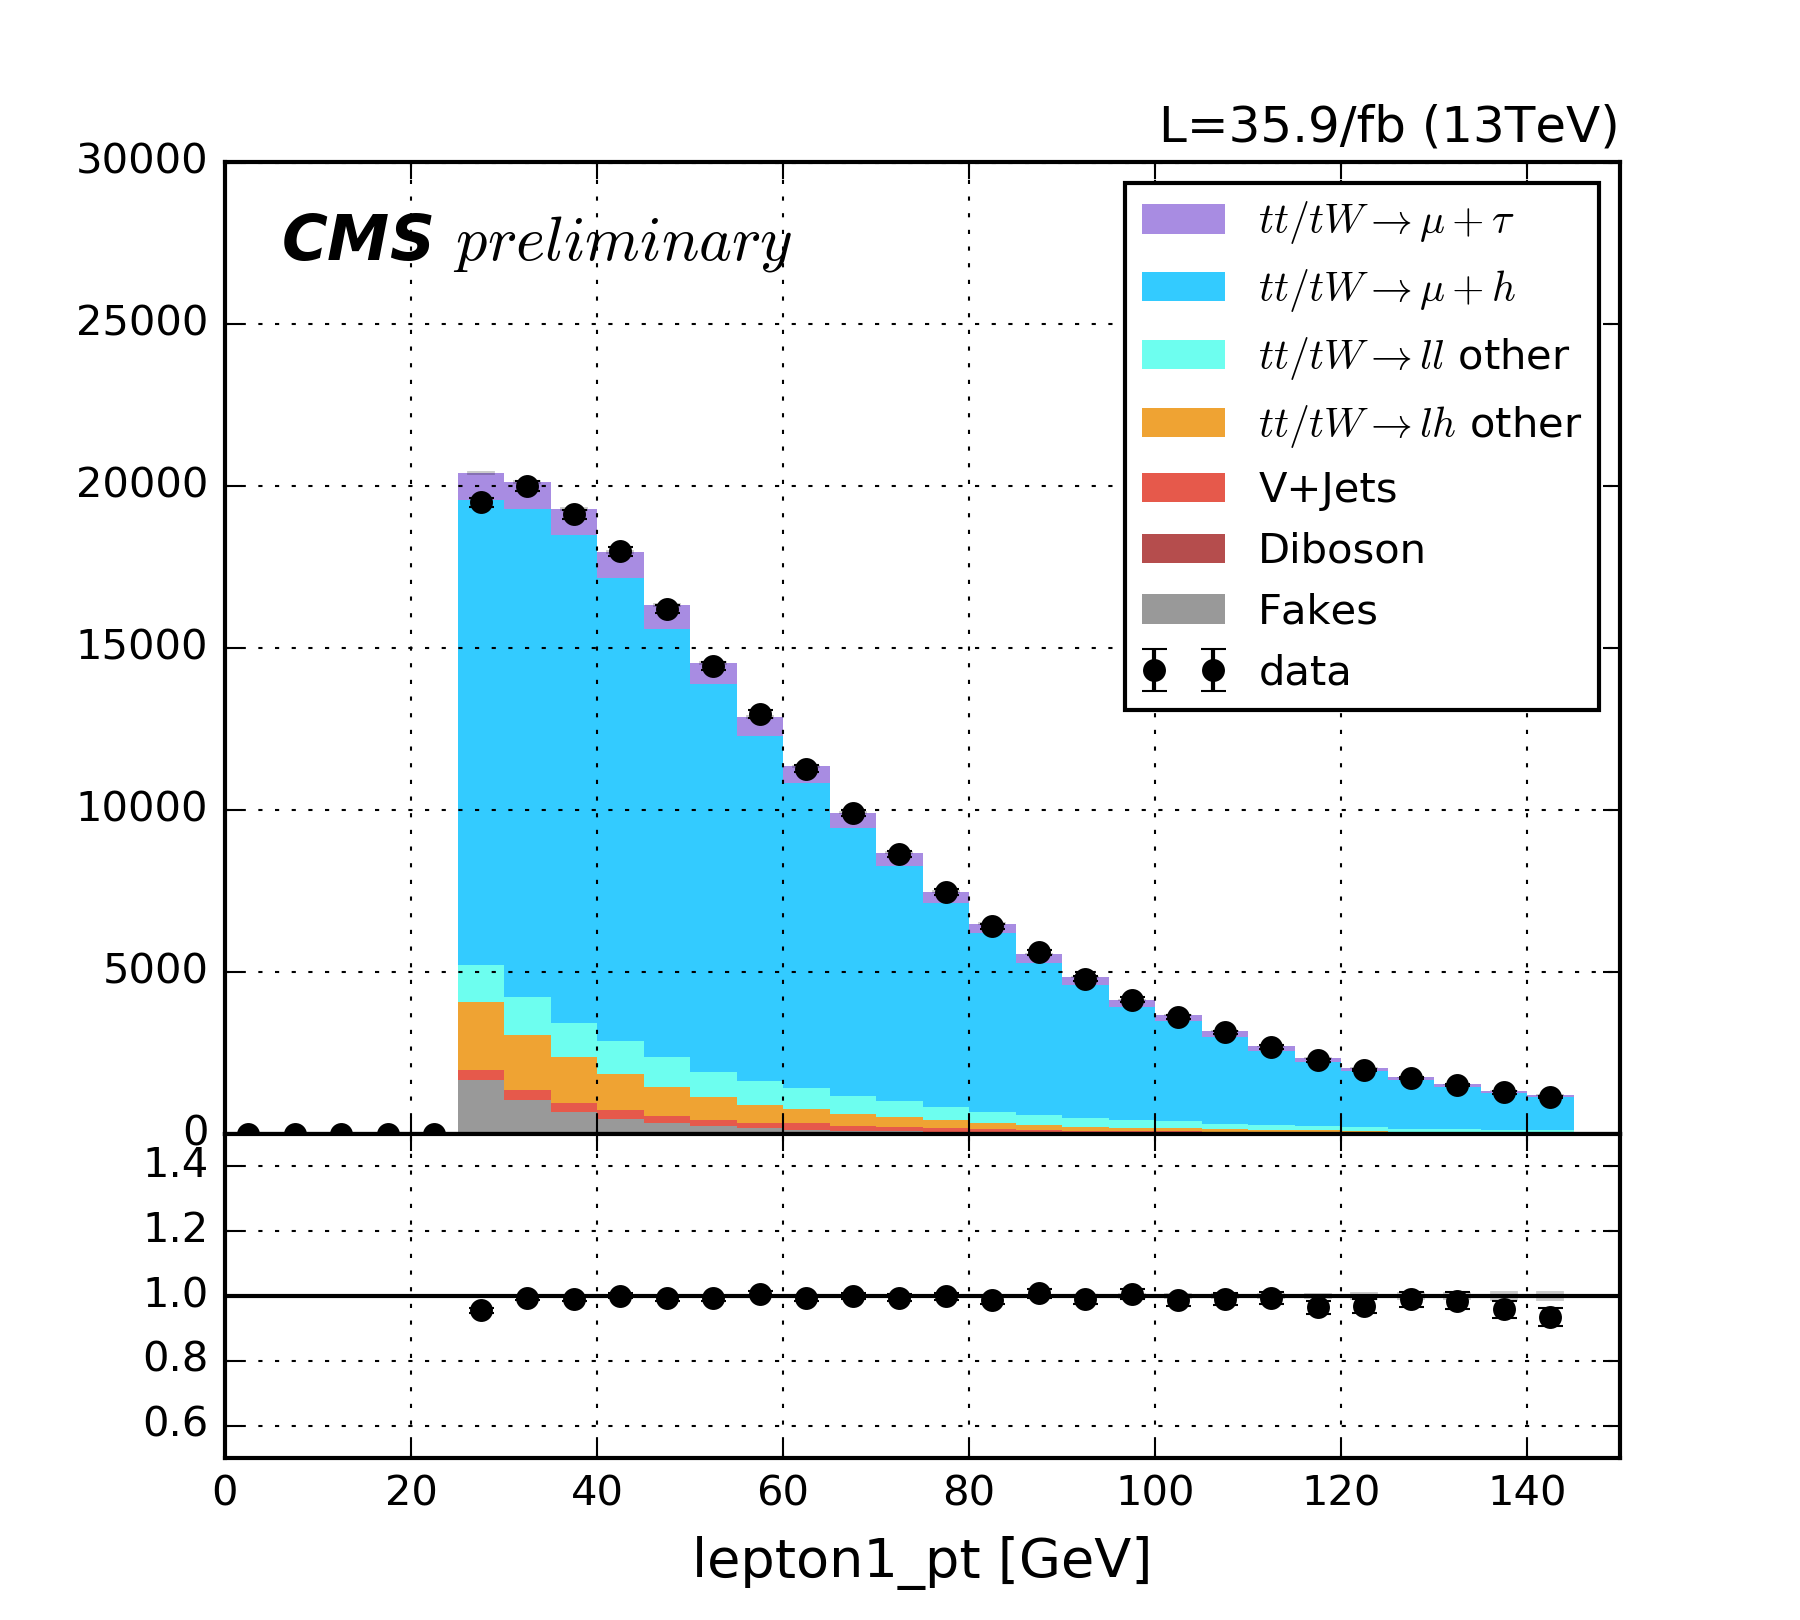 L=35.9/fb (13TeV)
CMS preliminary
30000
25000
20000
15000
10000
5000
0
tt/tW→μ+τ
tt/tW→μ+h
tt/tW→ll other
tt/tW→lh other
V+Jets
Diboson
Fakes
data
1.4
1.2
1.0
0.8
0.6
0 20 40 60 80 100 120 140
lepton1_pt [GeV]